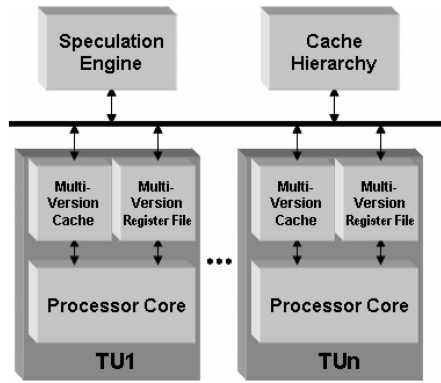 Speculation
Engine
Cache
Hierarchy
Multi-
Version
Cache
Multi-
Version
Register File
Multi-
Version
Cache
Multi-
Version
Register File
...
Processor Core
Processor Core
TU1
TUn